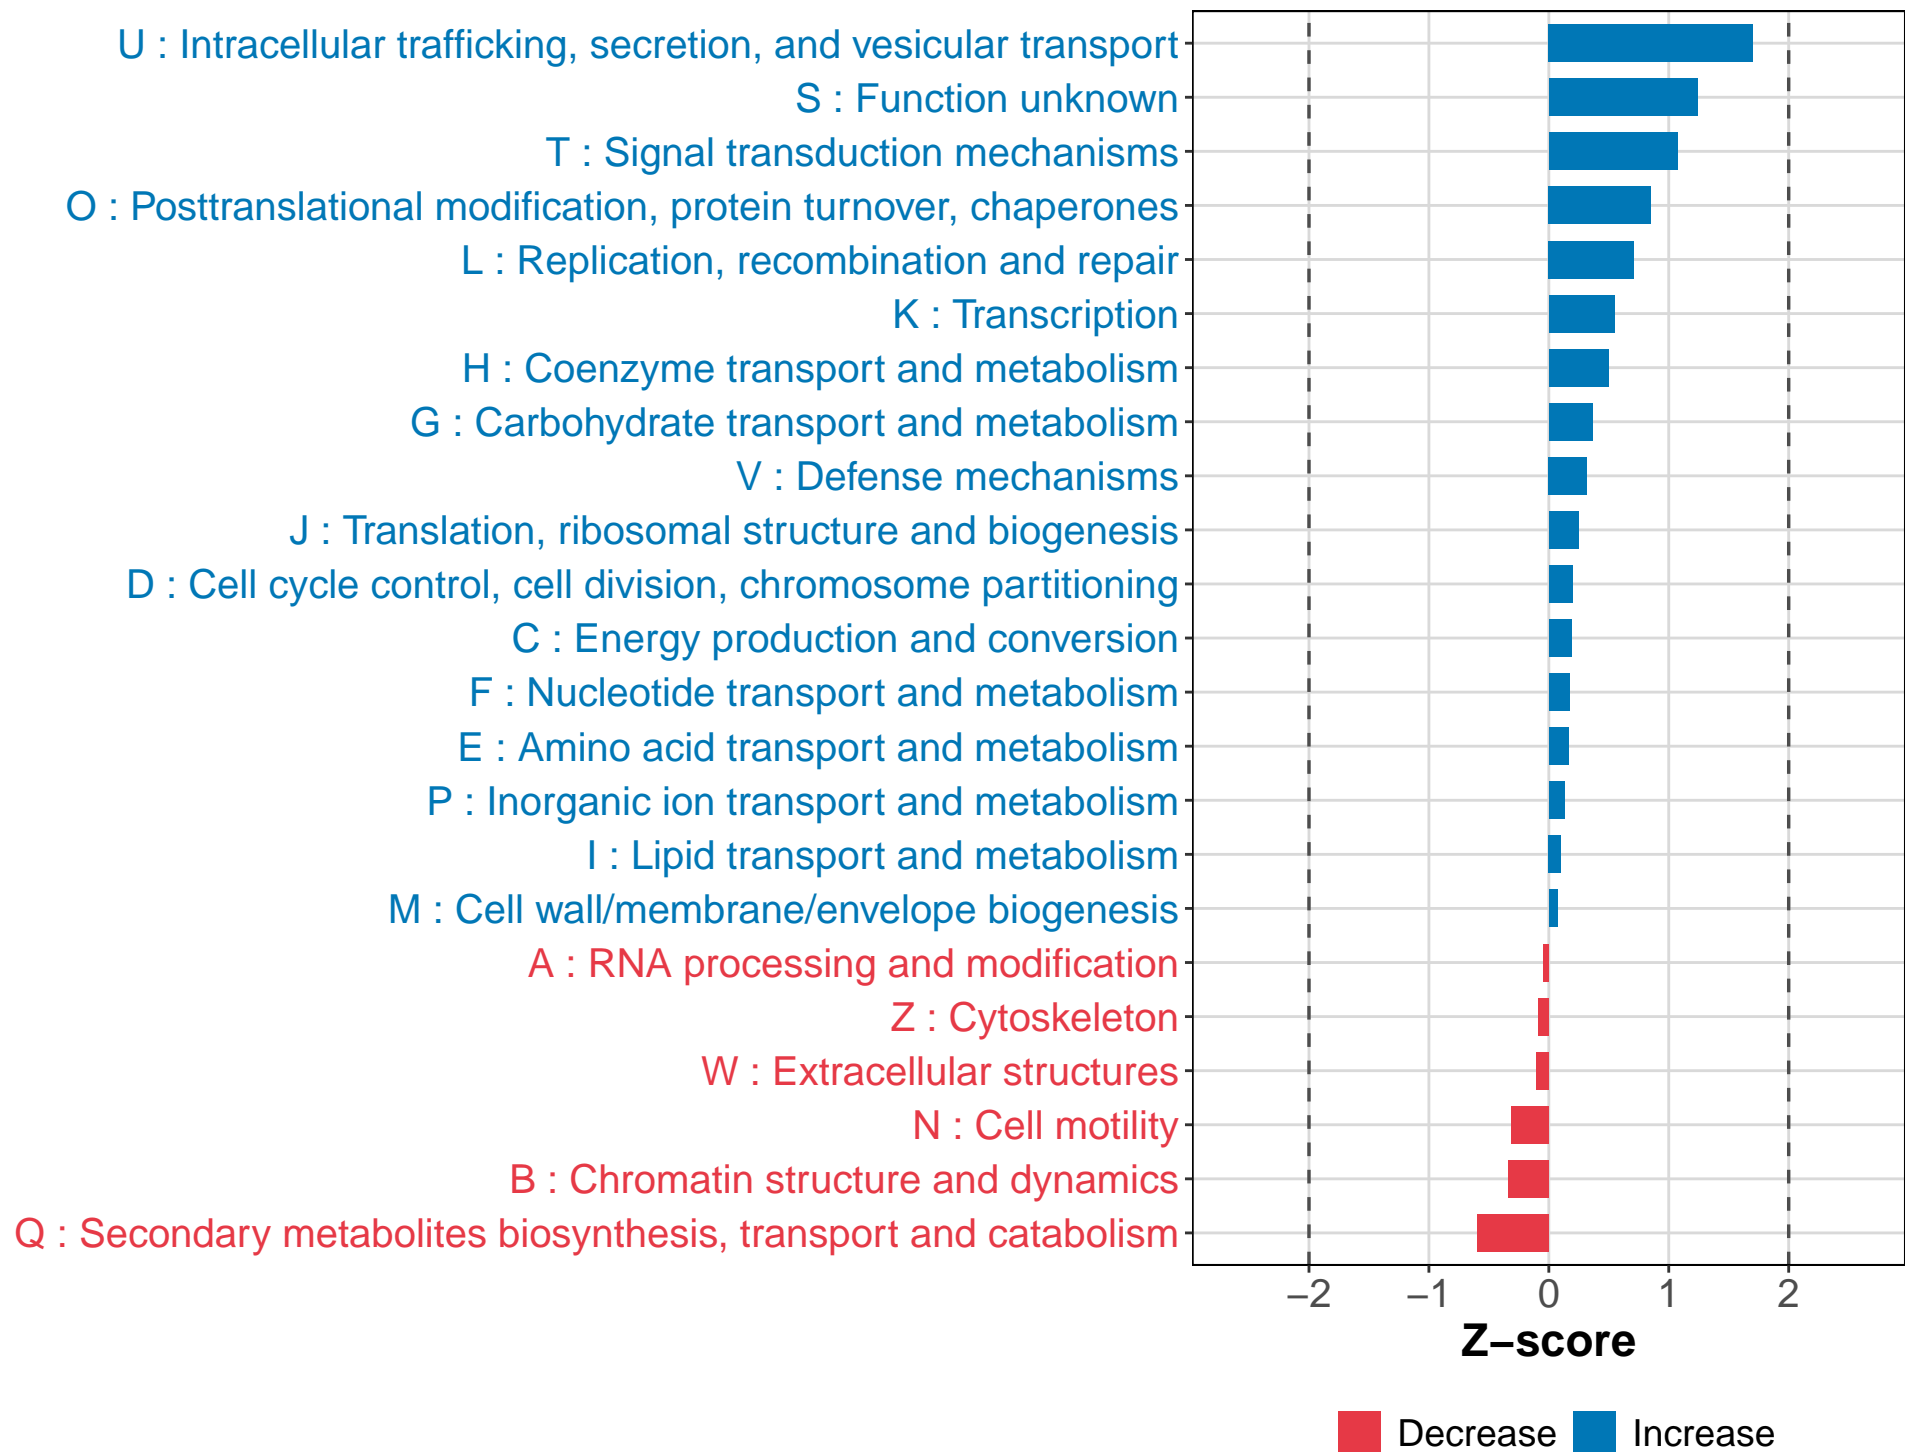 U : Intracellular trafficking, secretion, and vesicular transport
S : Function unknown
T : Signal transduction mechanisms
O : Posttranslational modification, protein turnover, chaperones
L : Replication, recombination and repair
K : Transcription
H : Coenzyme transport and metabolism
G : Carbohydrate transport and metabolism
V : Defense mechanisms
J : Translation, ribosomal structure and biogenesis
D : Cell cycle control, cell division, chromosome partitioning
C : Energy production and conversion
F : Nucleotide transport and metabolism
E : Amino acid transport and metabolism
P : Inorganic ion transport and metabolism
I : Lipid transport and metabolism
M : Cell wall/membrane/envelope biogenesis
A : RNA processing and modification
Z : Cytoskeleton
W : Extracellular structures
N : Cell motility
B : Chromatin structure and dynamics
Q : Secondary metabolites biosynthesis, transport and catabolism
−2 −1 0 1 2
Z−score
Decrease Increase